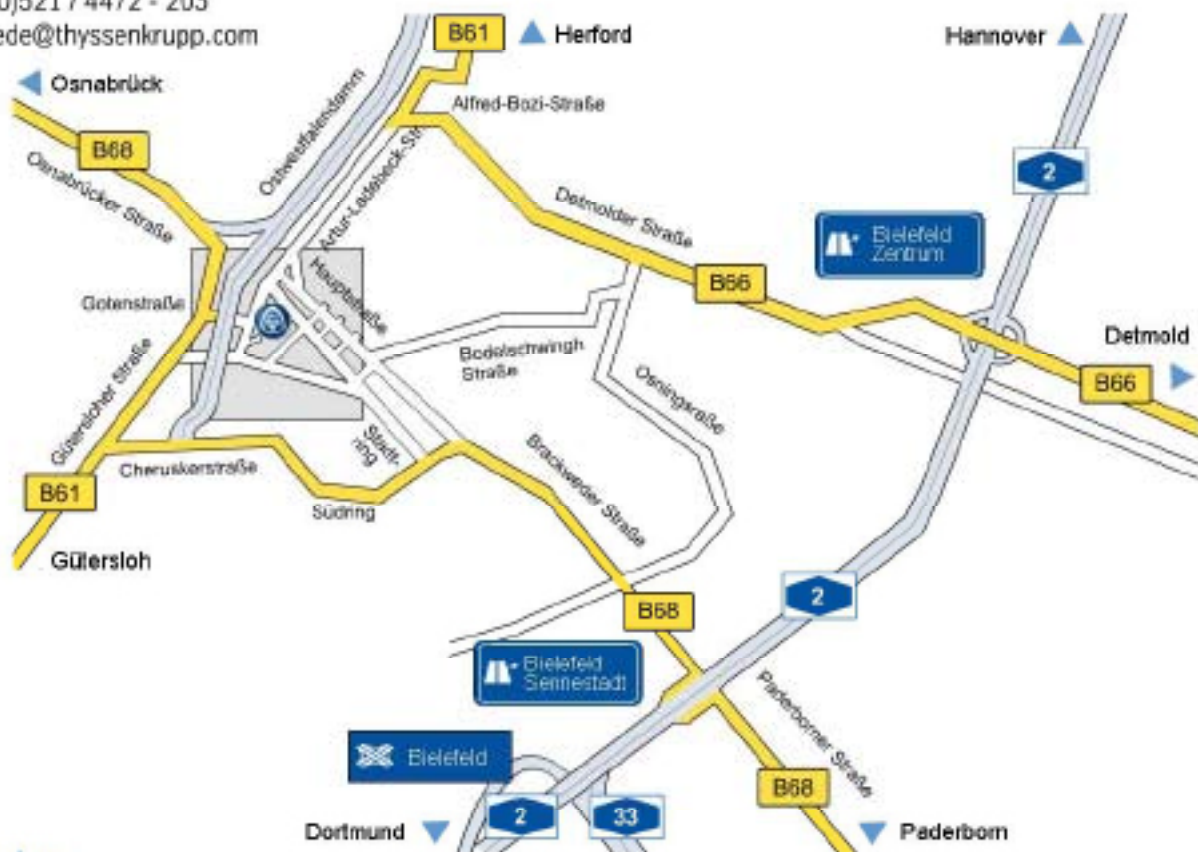 0)521 / 4472 - 203
ede@thyssenkrupp.com
B61
Herford
Hannover
Osnabrück
Alfred-Bozi-Straße
B68
Ostwestfalendamm
Osnabrücker Straße
Artur-Ladebeck-Str
2
Detmolder Straße
Bielefeld
Zentrum
Hauptstraße
B66
Gotenstraße
Detmold
Bodelschwingh
Straße
B66
Gütersloher Straße
Osningstraße
Stadt-
ring
Brackweder Straße
Cheruskerstraße
B61
Südring
Gütersloh
2
B68
Bielefeld
Sennestadt
Paderborner Straße
Bielefeld
B68
2
33
Dortmund
Paderborn